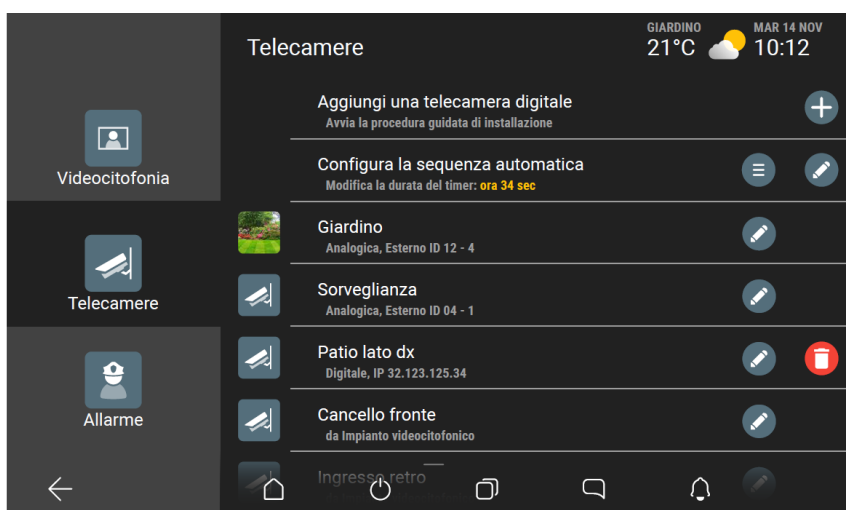 Telecamere
GIARDINO
21°C
MAR 14 NOV
10:12
Videocitofonia
Telecamere
Allarme
Aggiungi una telecamera digitale
Avvia la procedura guidata di installazione
Configura la sequenza automatica
Modifica la durata del timer: ora 34 sec
Giardino
Analogica, Esterno ID 12 - 4
Sorveglianza
Analogica, Esterno ID 04 - 1
Patio lato dx
Digitale, IP 32.123.125.34
Cancello fronte
da Impianto videocitofonico
Ingresso retro